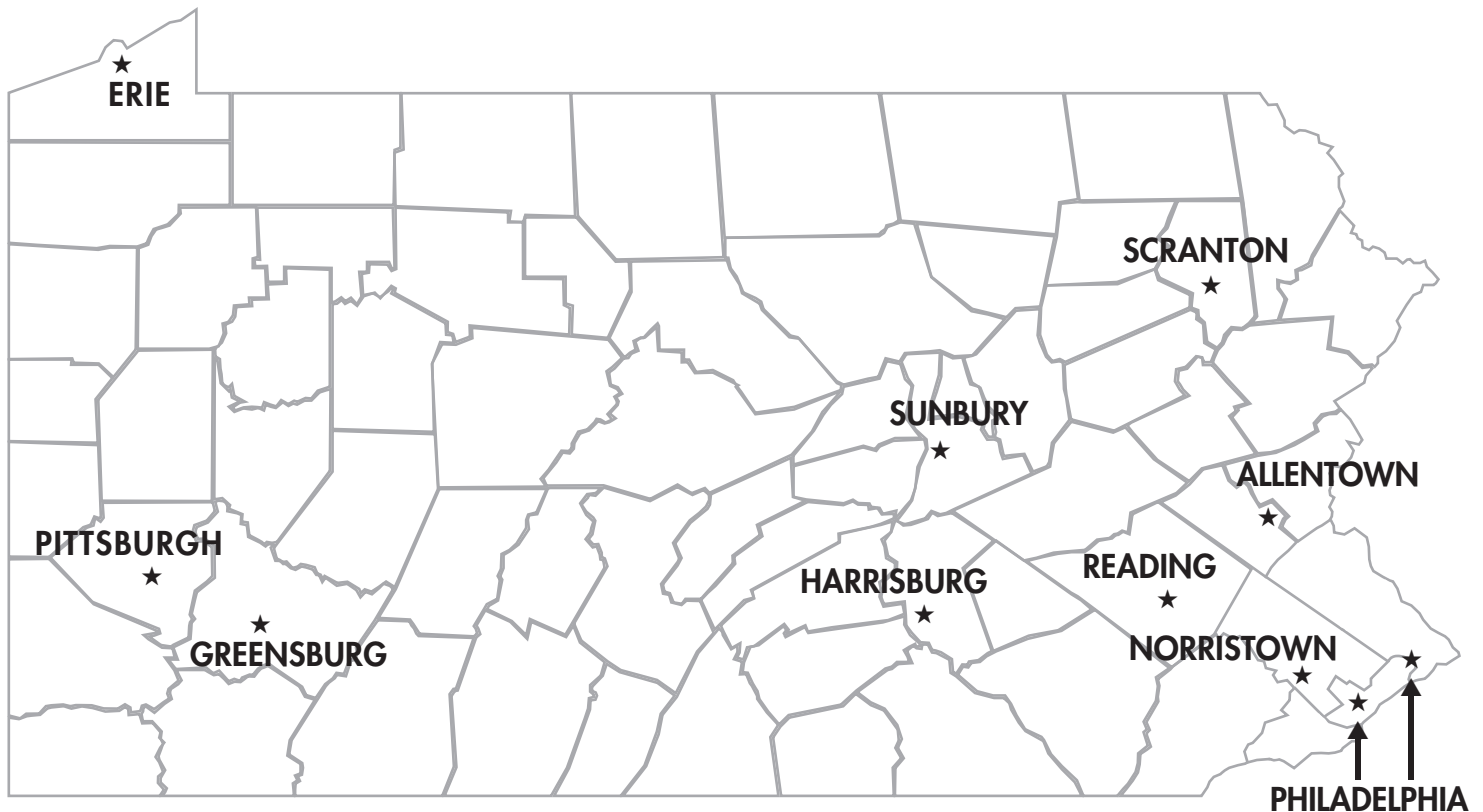 ERIE
SCRANTON
SUNBURY
ALLENTOWN
PITTSBURGH
READING
HARRISBURG
NORRISTOWN
GREENSBURG
PHILADELPHIA